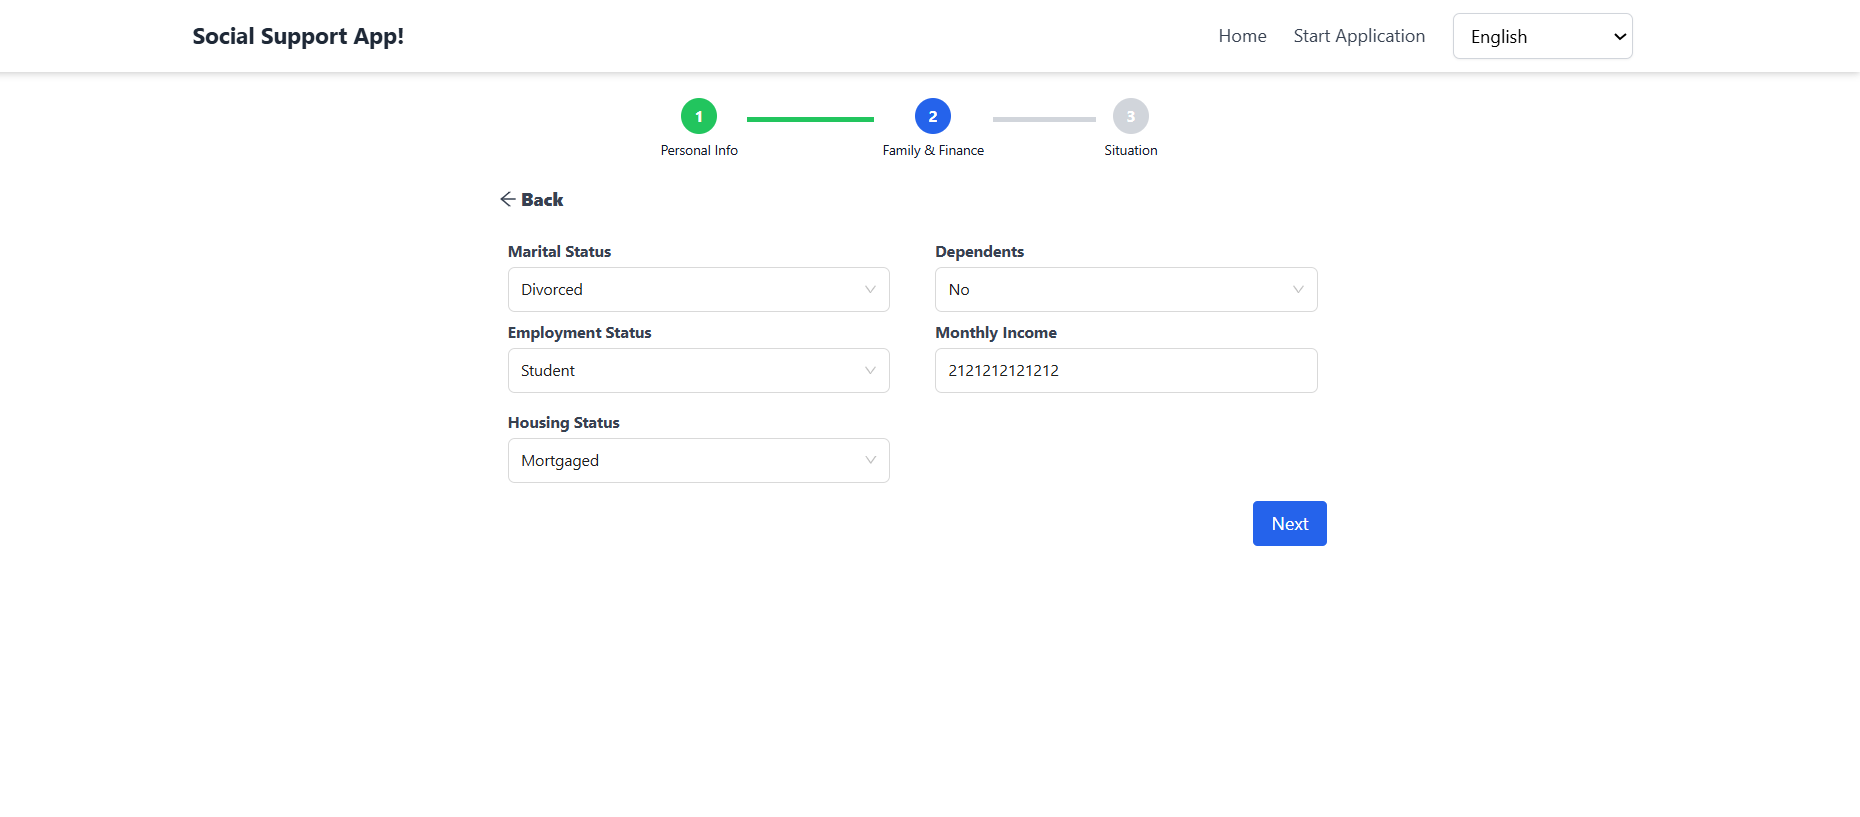 Social Support App!
Home
Start Application
English
1
2
3
Personal Info
Family & Finance
Situation
Back
Marital Status
Dependents
Divorced
No
Employment Status
Monthly Income
Student
2121212121212
Housing Status
Mortgaged
Next